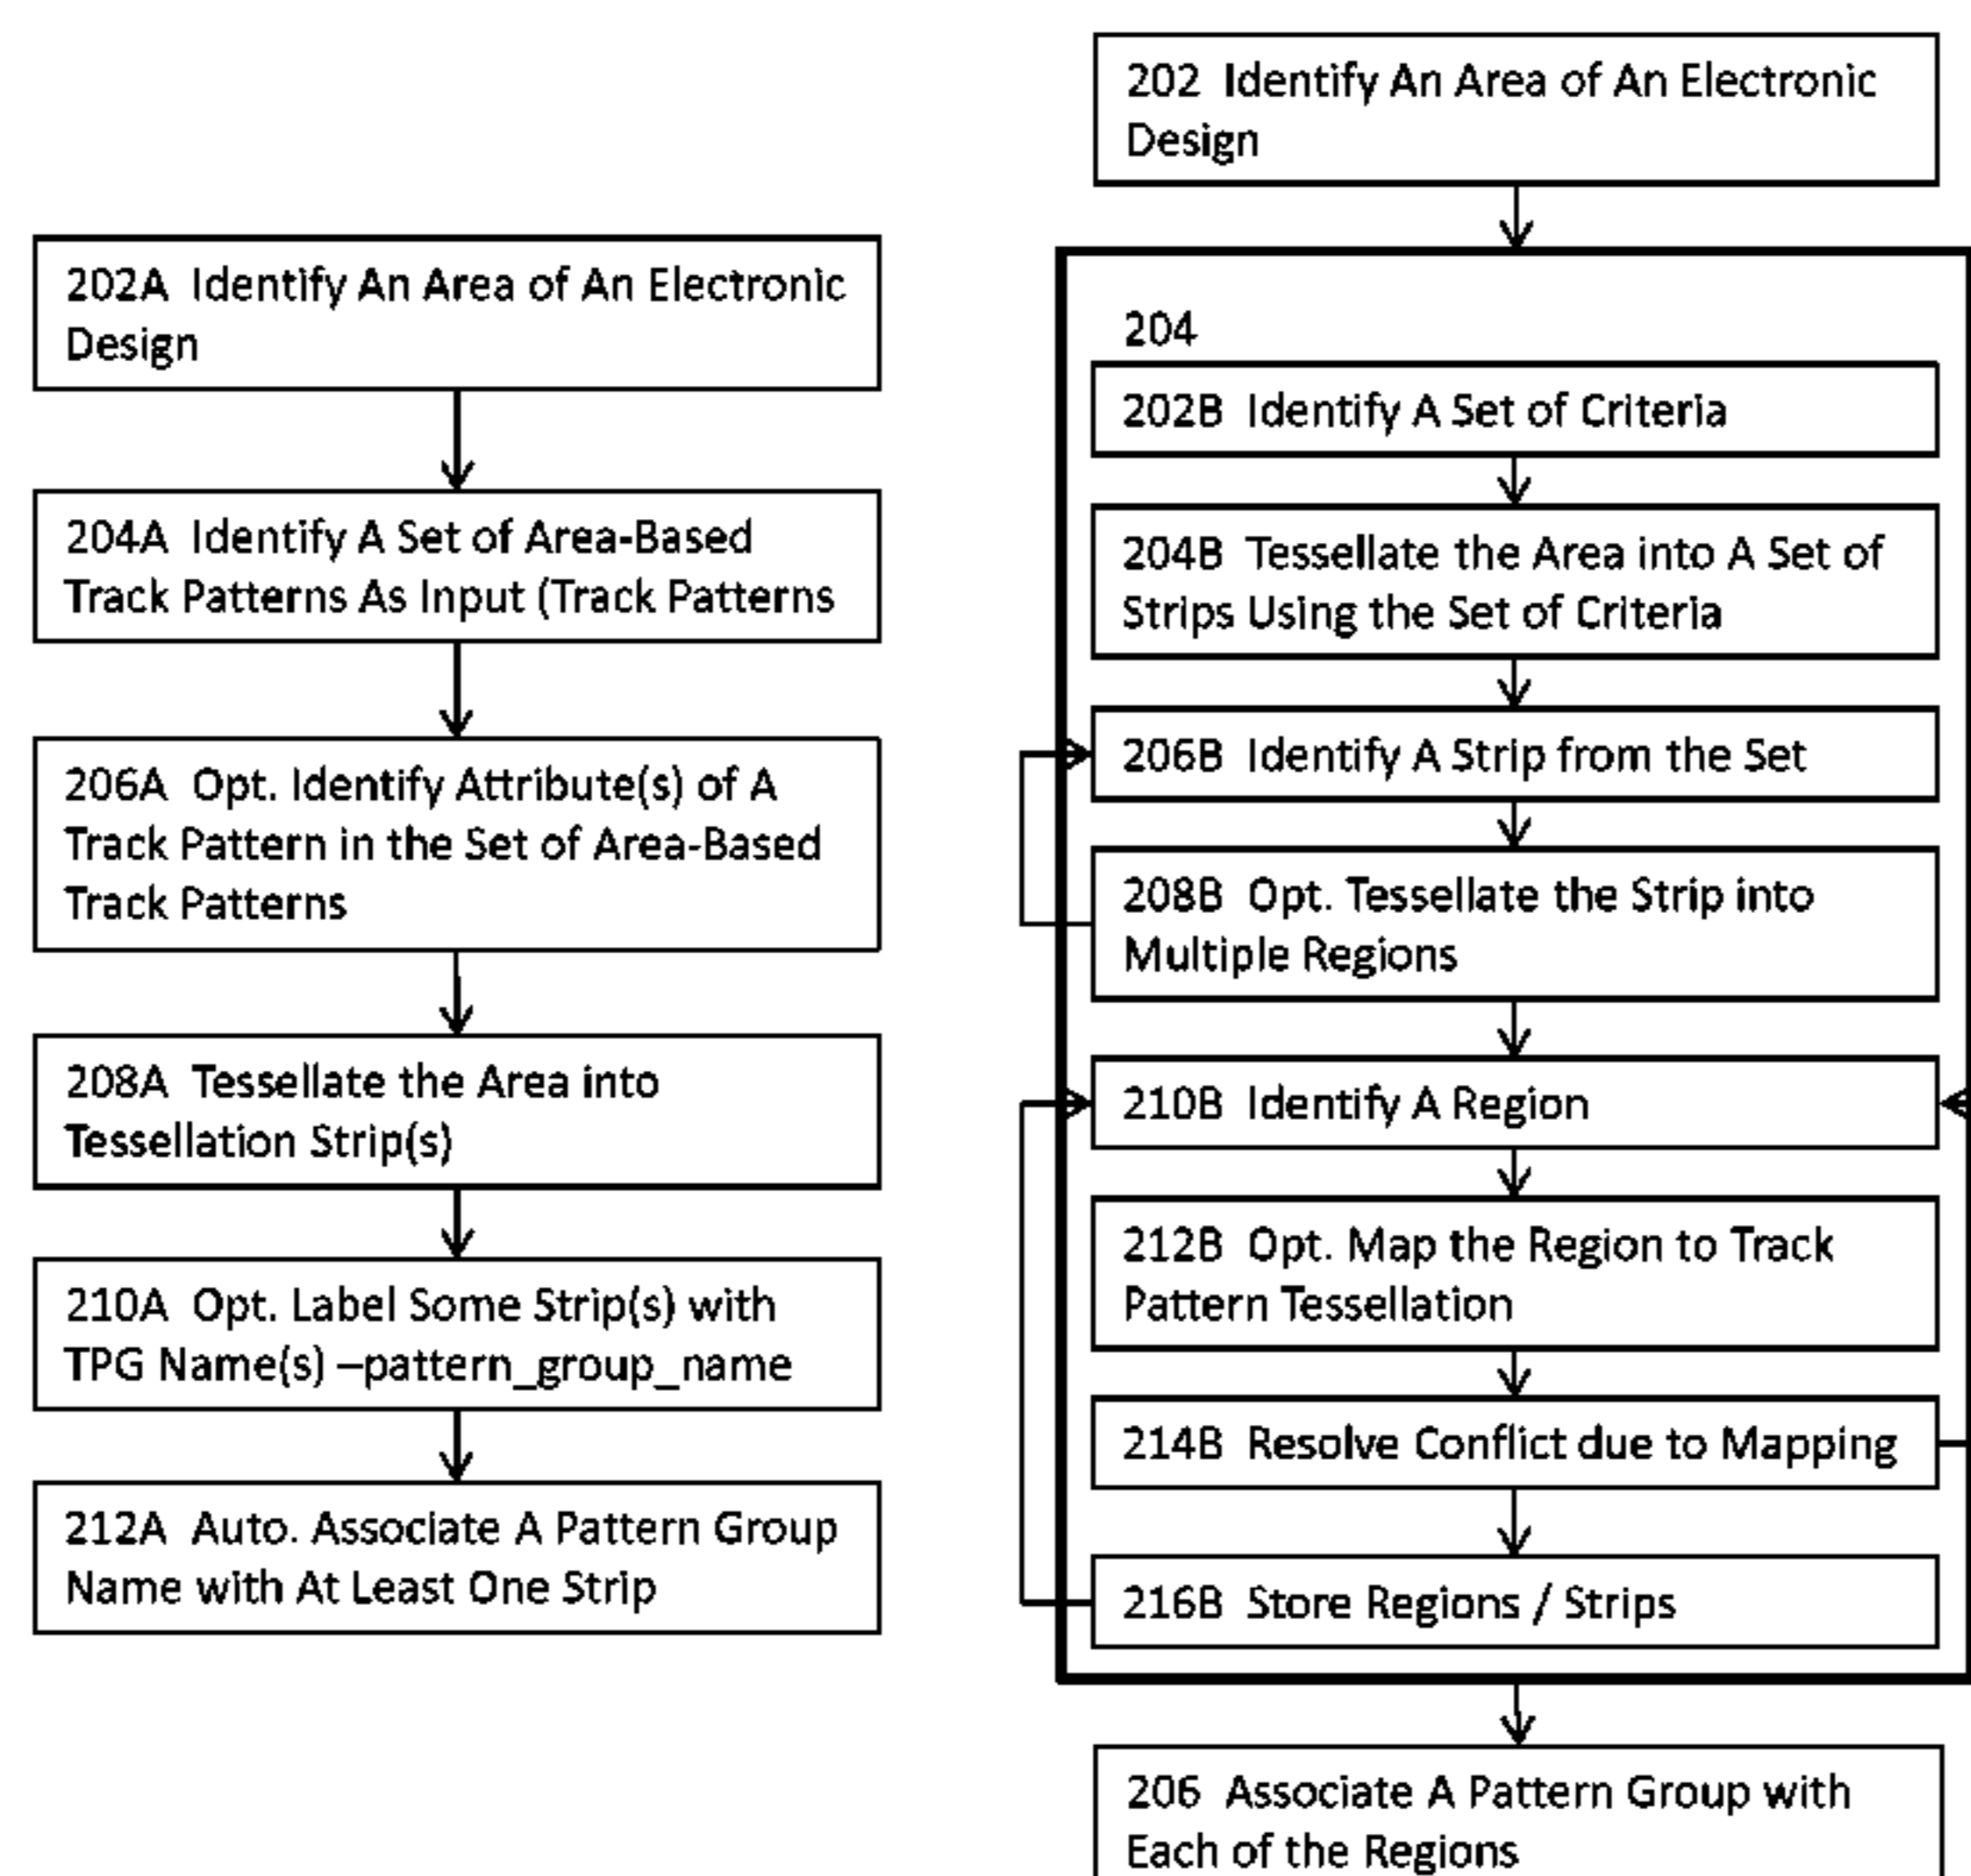 202A Identify An Area of An Electronic
Design
204A Identify A Set of Area-Based
Track Patterns As Input (Track Patterns
206A Opt. Identify Attribute(s) of A
Track Pattern in the Set of Area-Based
Track Patterns
208A Tessellate the Area into
Tessellation Strip(s)
210A Opt. Label Some Strip(s) with
TPG Name(s) –pattern_group_name
212A Auto. Associate A Pattern Group
Name with At Least One Strip
202 Identify An Area of An Electronic
Design
204
202B Identify A Set of Criteria
204B Tessellate the Area into A Set of
Strips Using the Set of Criteria
206B Identify A Strip from the Set
208B Opt. Tessellate the Strip into
Multiple Regions
210B Identify A Region
212B Opt. Map the Region to Track
Pattern Tessellation
214B Resolve Conflict due to Mapping
216B Store Regions / Strips
206 Associate A Pattern Group with
Each of the Regions